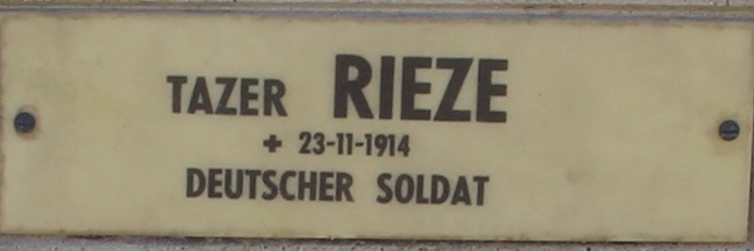 TAZER RIEZE
+ 23-11-1914
DEUTSCHER SOLDAT